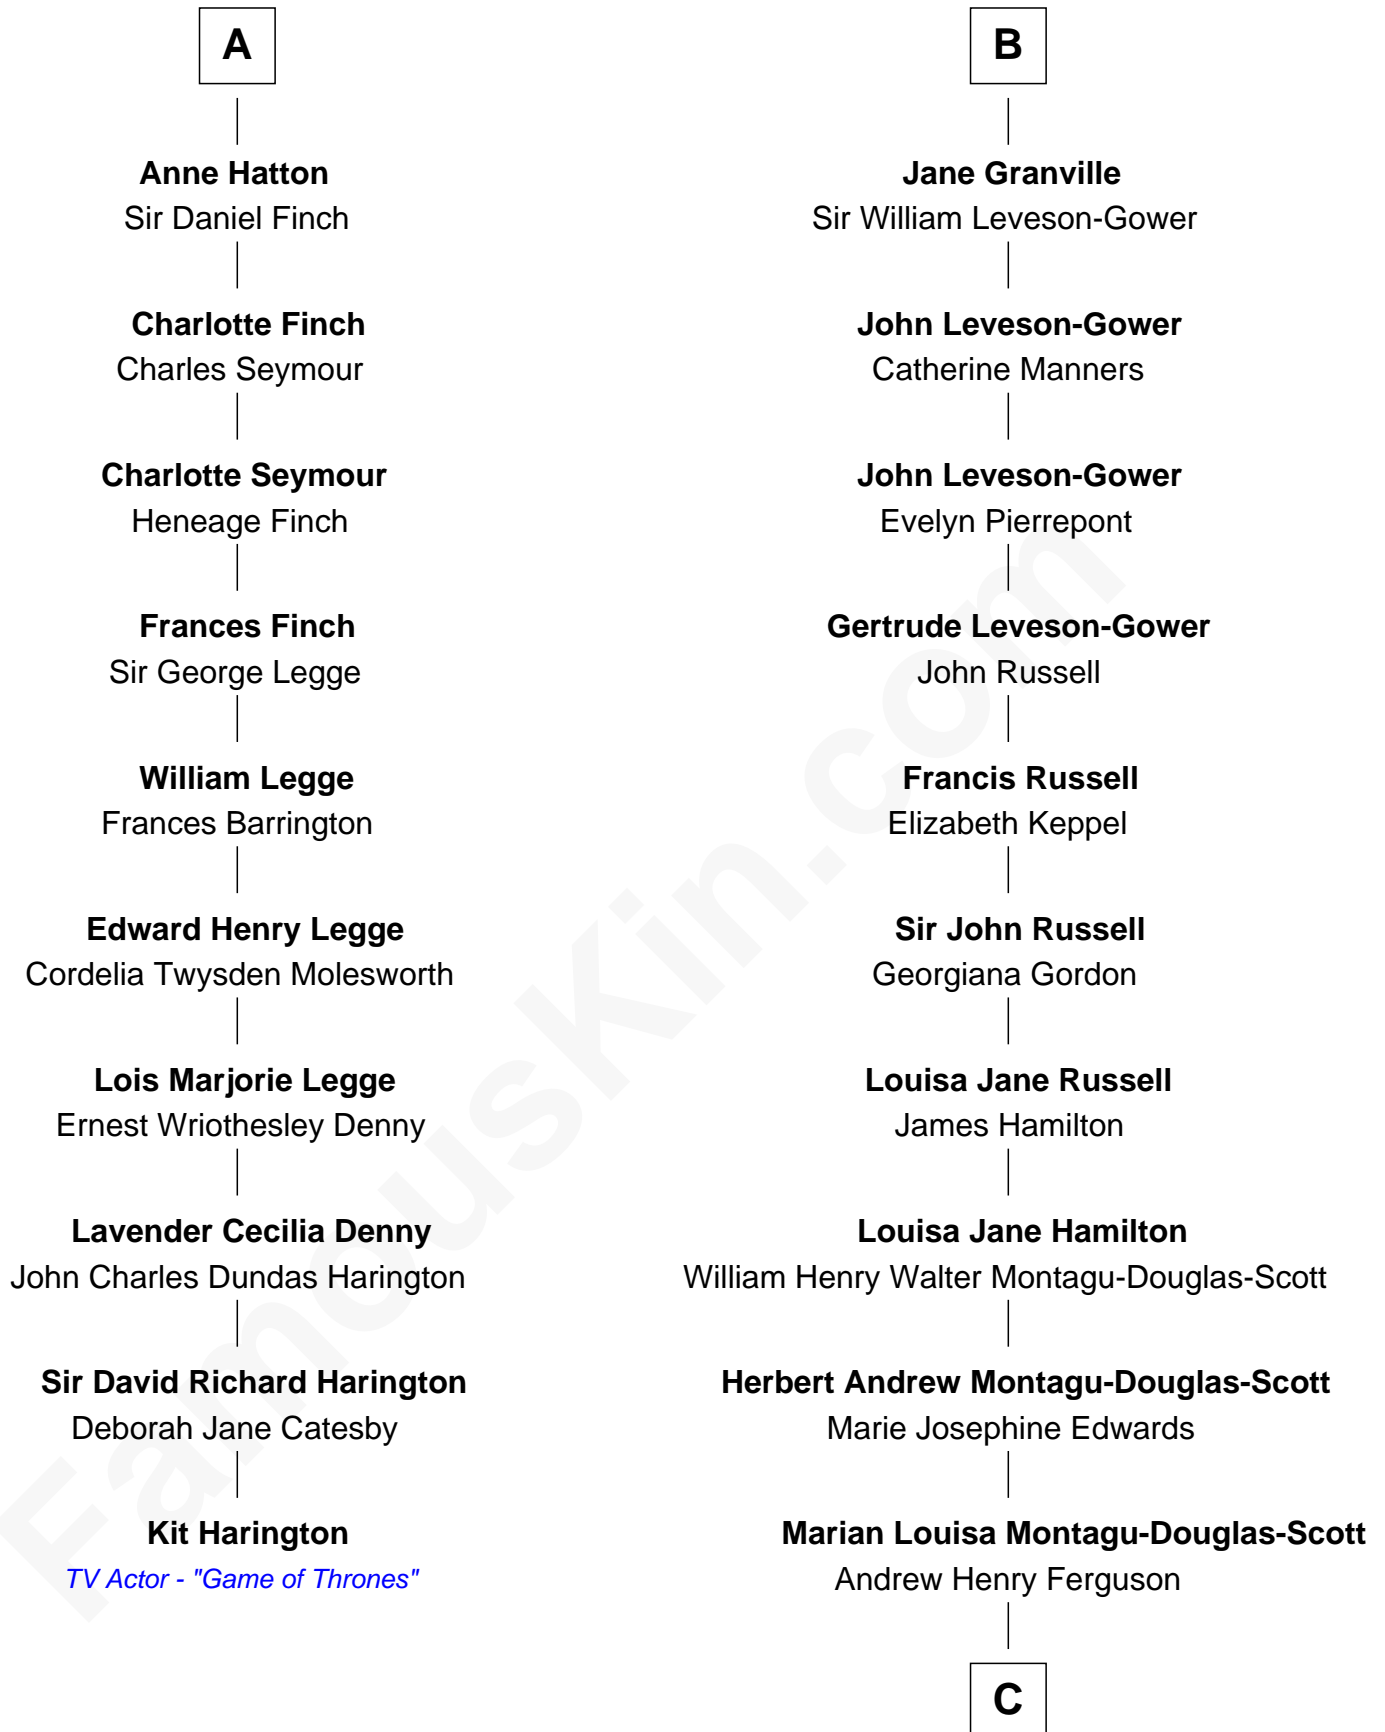 A
Anne Hatton
Sir Daniel Finch
Charlotte Finch
Charles Seymour
Charlotte Seymour
Heneage Finch
Frances Finch
Sir George Legge
William Legge
Frances Barrington
Edward Henry Legge
Cordelia Twysden Molesworth
Lois Marjorie Legge
Ernest Wriothesley Denny
Lavender Cecilia Denny
John Charles Dundas Harington
Sir David Richard Harington
Deborah Jane Catesby
Kit Harington
TV Actor - "Game of Thrones"
B
Jane Granville
Sir William Leveson-Gower
John Leveson-Gower
Catherine Manners
John Leveson-Gower
Evelyn Pierrepont
Gertrude Leveson-Gower
John Russell
Francis Russell
Elizabeth Keppel
Sir John Russell
Georgiana Gordon
Louisa Jane Russell
James Hamilton
Louisa Jane Hamilton
William Henry Walter Montagu-Douglas-Scott
Herbert Andrew Montagu-Douglas-Scott
Marie Josephine Edwards
Marian Louisa Montagu-Douglas-Scott
Andrew Henry Ferguson
C
FamousKin.com